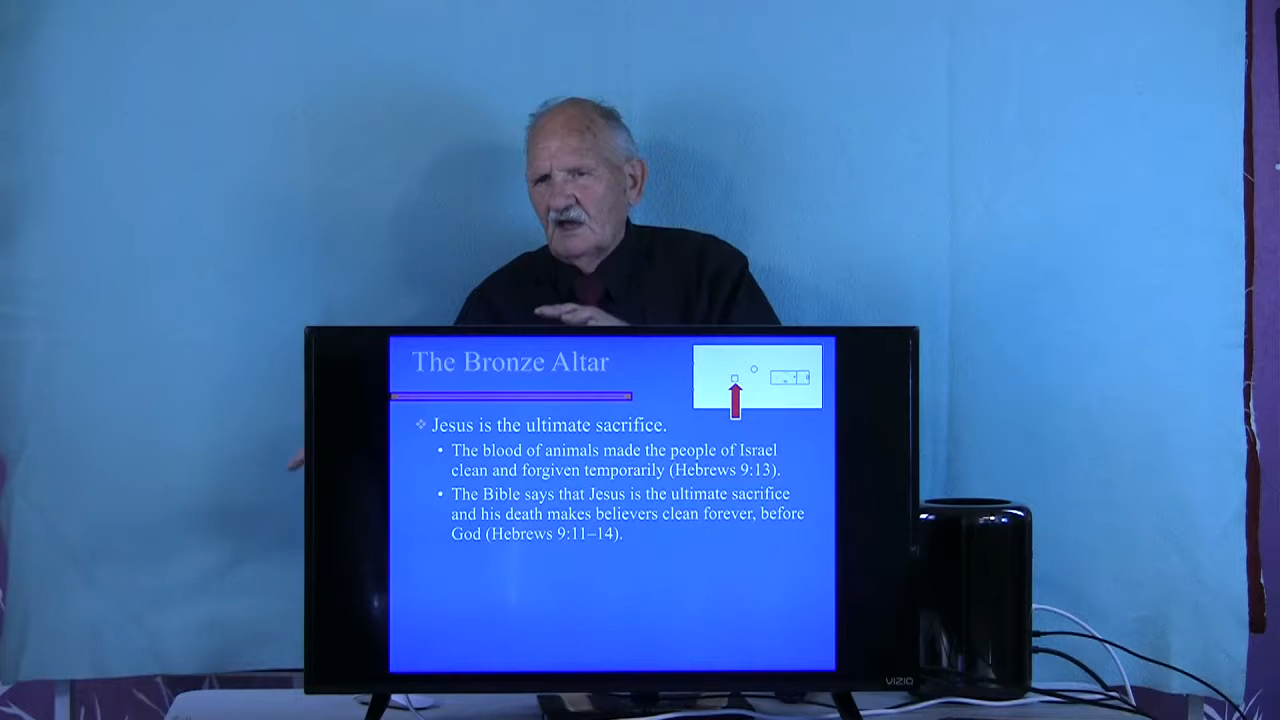 The Bronze Altar
Jesus is the ultimate sacrifice.
The blood of animals made the people of Israel
clean and forgiven temporarily (Hebrews 9:13).
The Bible says that Jesus is the ultimate sacrifice
and his death makes believers clean forever, before
God (Hebrews 9:11–14).
VIZIO